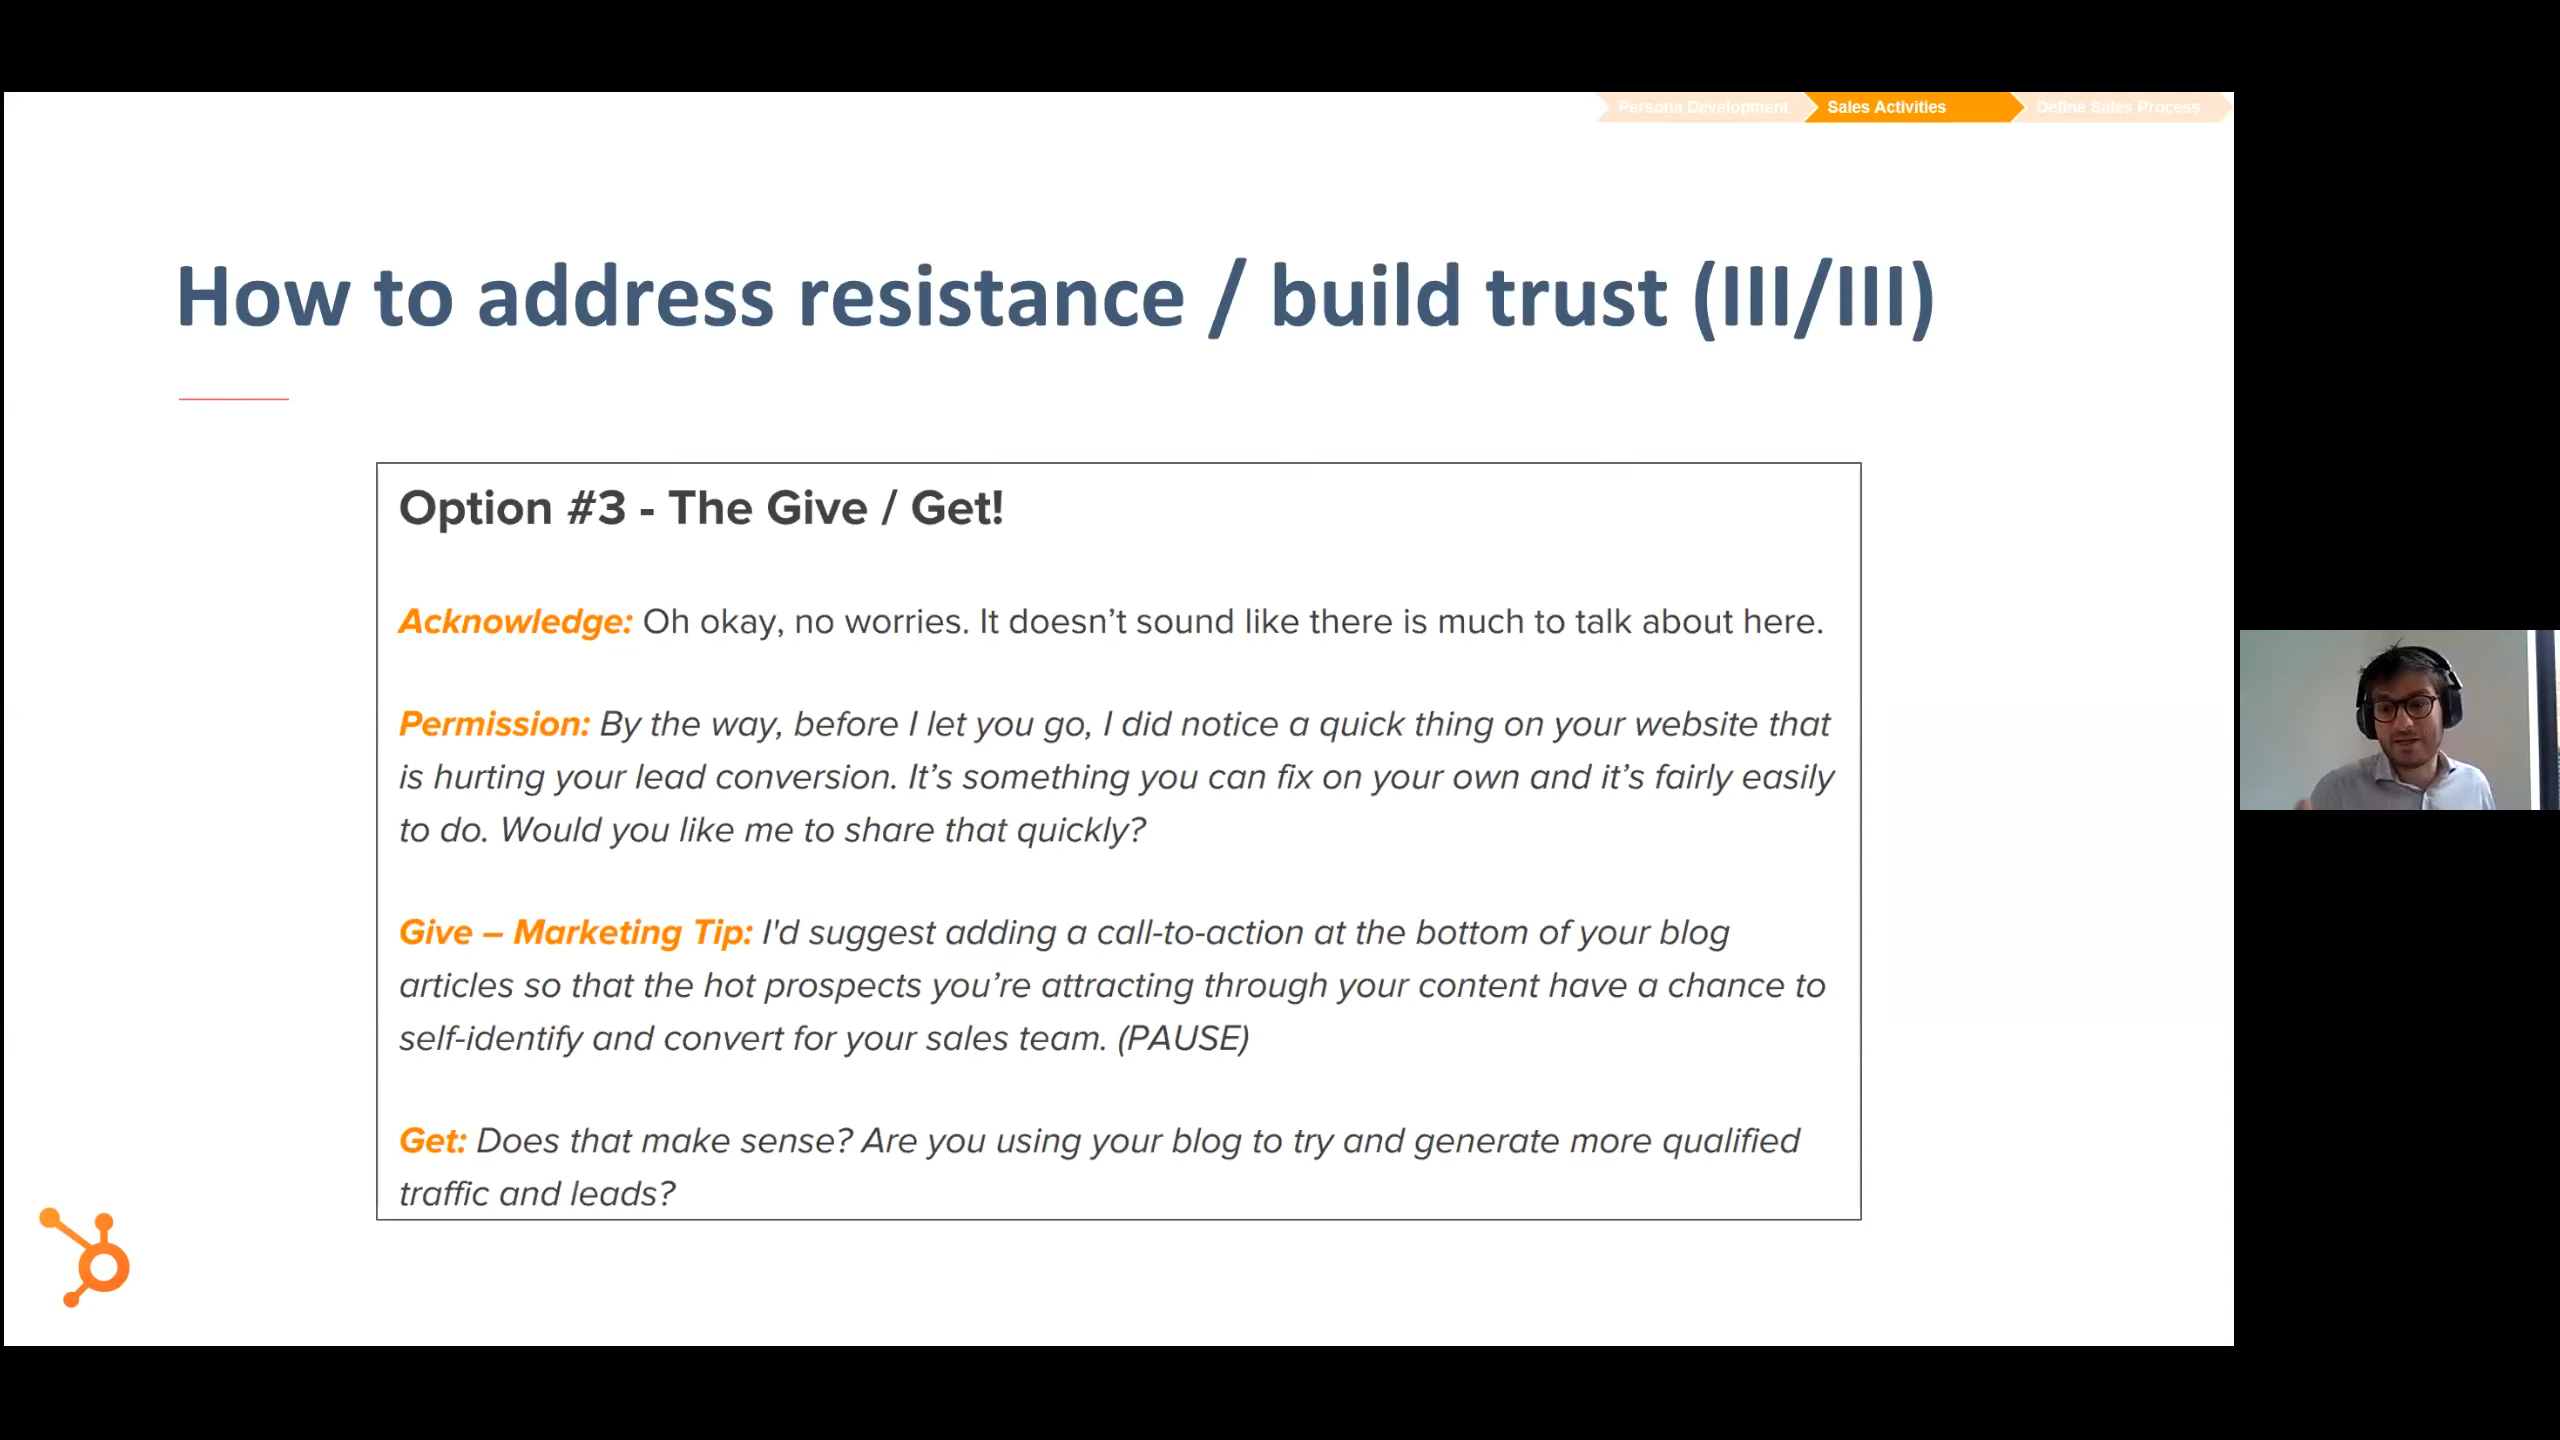 Persona Development
Sales Activities
Define Sales Process
How to address resistance / build trust (III/III)
Option #3 - The Give / Get!
Acknowledge: Oh okay, no worries. It doesn’t sound like there is much to talk about here.
Permission: By the way, before I let you go, I did notice a quick thing on your website that
is hurting your lead conversion. It’s something you can fix on your own and it’s fairly easily
to do. Would you like me to share that quickly?
Give – Marketing Tip: I'd suggest adding a call-to-action at the bottom of your blog
articles so that the hot prospects you’re attracting through your content have a chance to
self-identify and convert for your sales team. (PAUSE)
Get: Does that make sense? Are you using your blog to try and generate more qualified
traffic and leads?